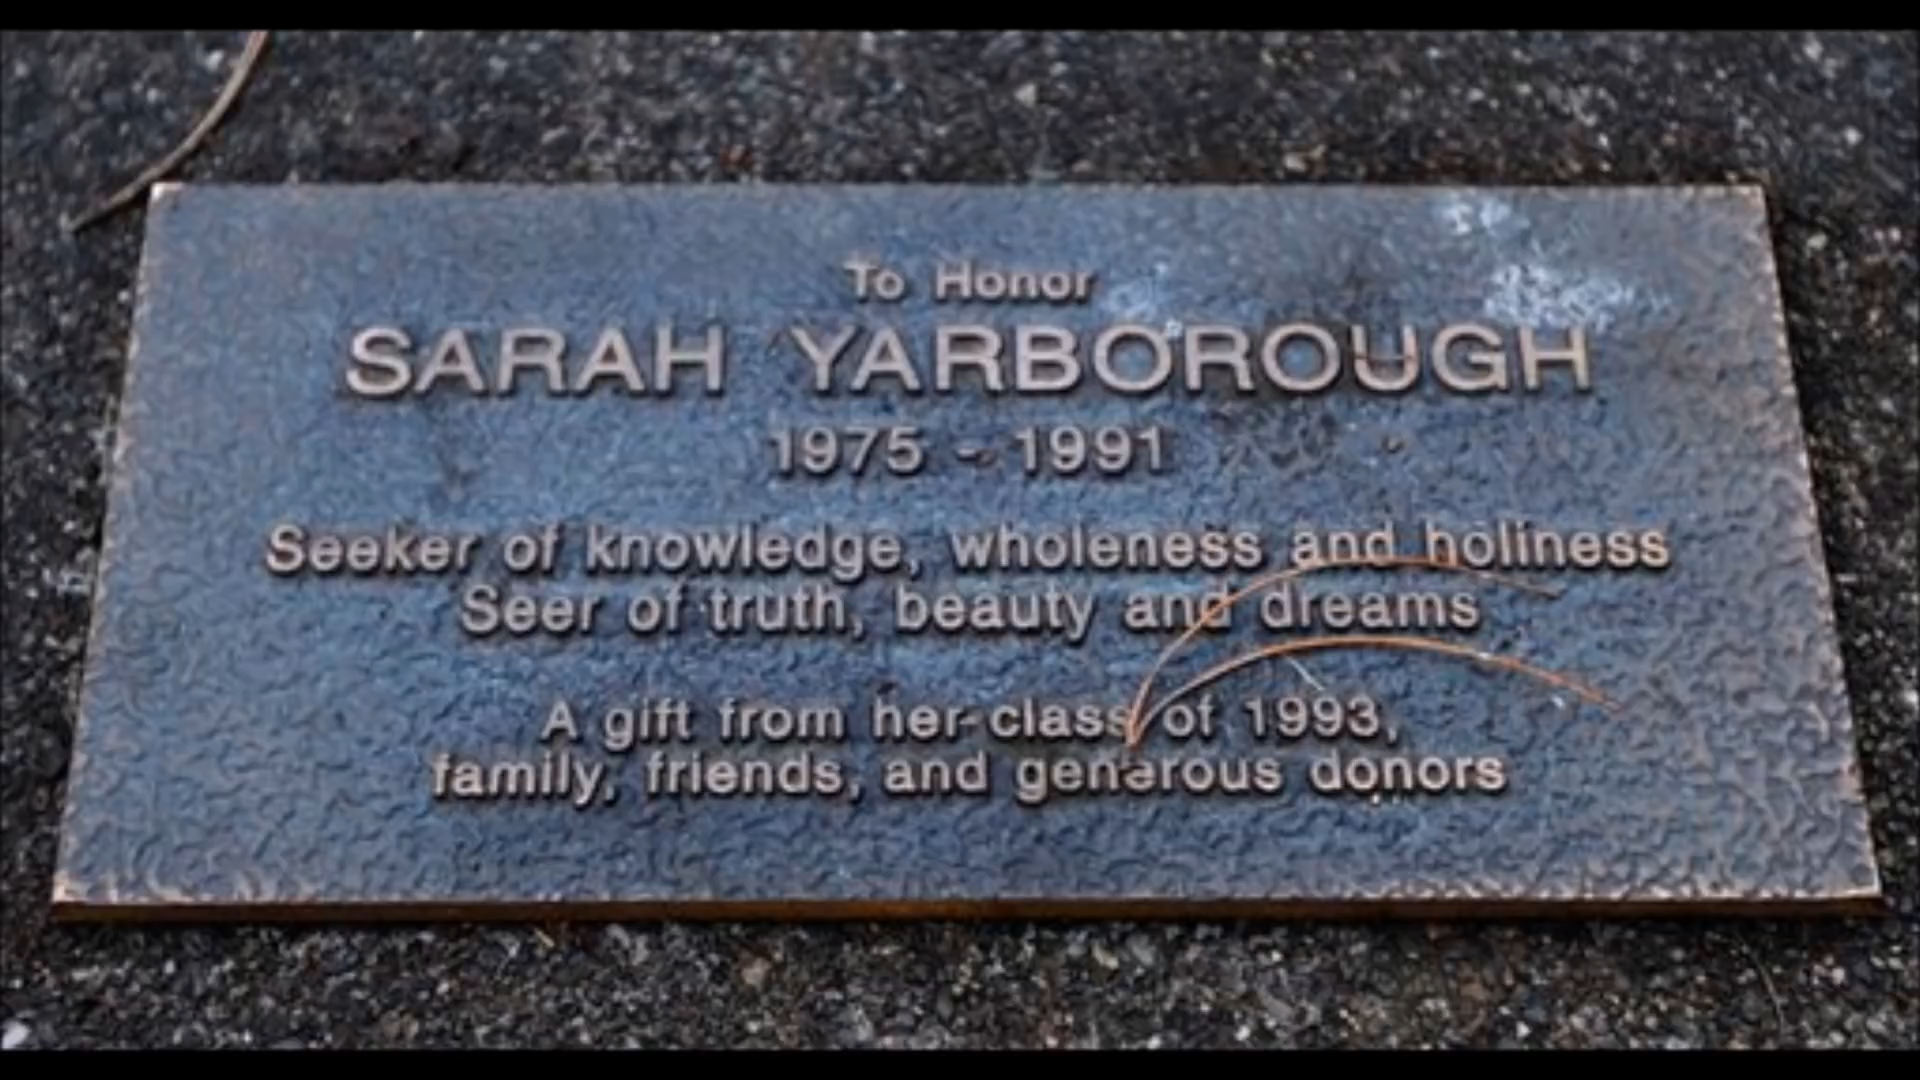 To Honor
SARAH YARBOROUGH
1975 - 1991
Seeker of knowledge, wholeness and holiness
Seer of truth, beauty and dreams
A gift from her class of 1993,
family, friends, and generous donors